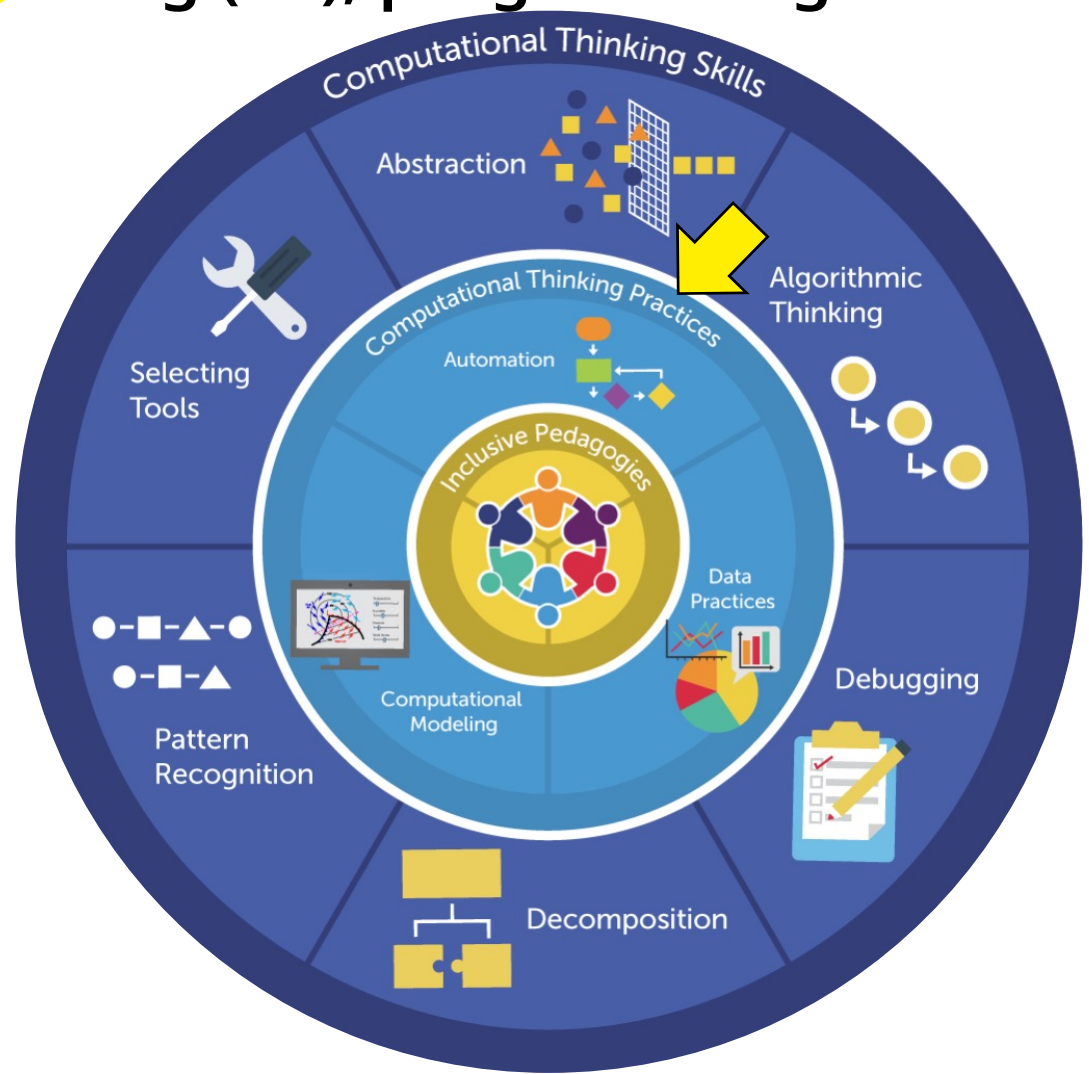 Computational Thinking Skills
Abstraction
Algorithmic
Thinking
Selecting
Tools
Computational Thinking Practices
Automation
Inclusive Pedagogies
Data
Practices
Computational
Modeling
Debugging
Pattern
Recognition
Decomposition